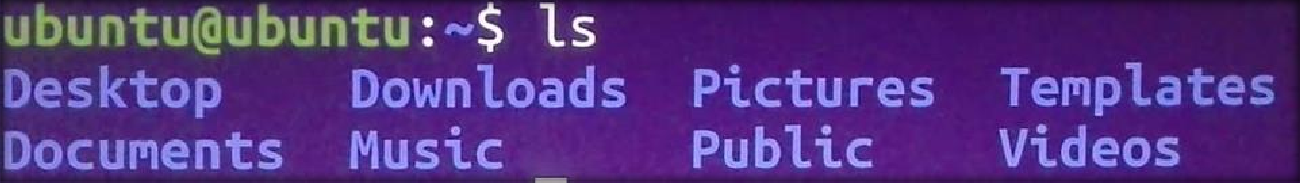 ubuntu@ubuntu:~$ ls
Desktop Downloads Pictures Templates
Documents Music Public Videos